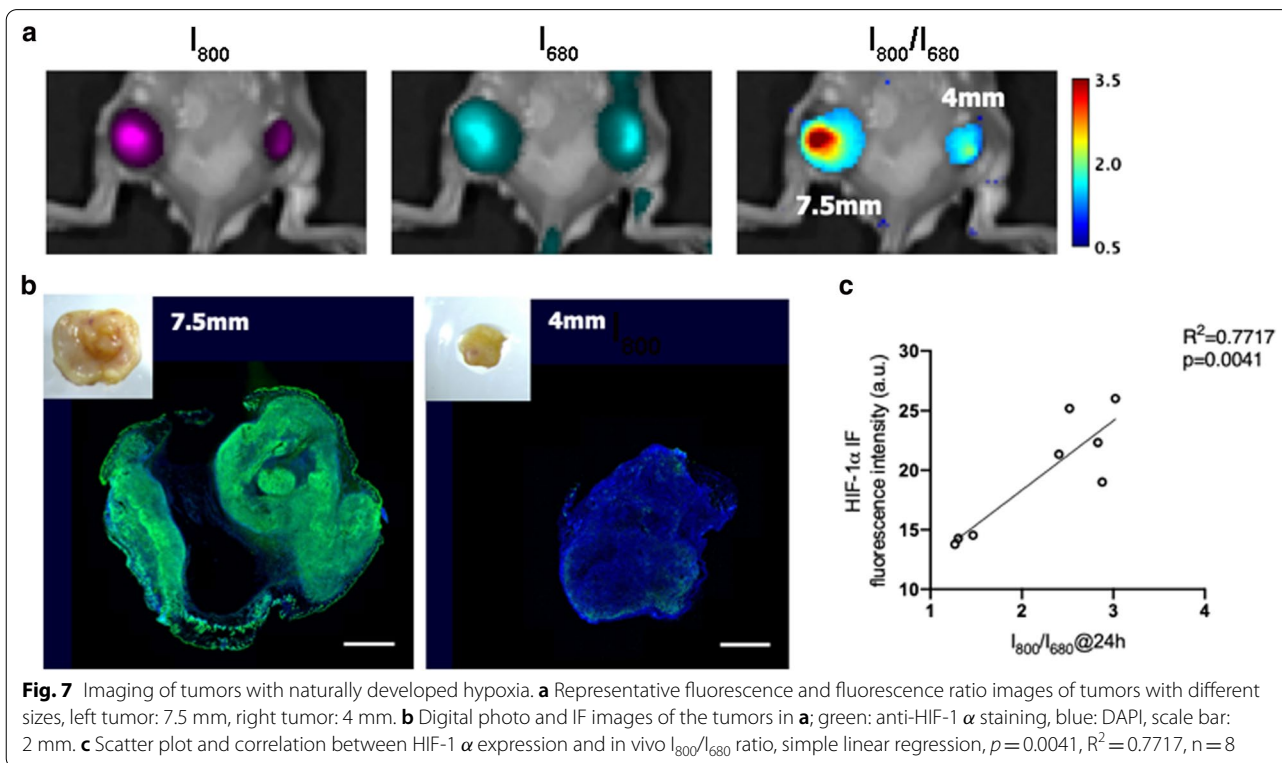 a
I800
I680
I800/I680
7.5mm
4mm
3.5
2.0
0.5
b
7.5mm
4mm
I600
c
R2=0.7717
p=0.0041
HIF-1α IF
fluorescence intensity (a.u.)
30
25
20
15
10
1
2
3
4
I800/I680@24h
Fig. 7 Imaging of tumors with naturally developed hypoxia. a Representative fluorescence and fluorescence ratio images of tumors with different
sizes, left tumor: 7.5 mm, right tumor: 4 mm. b Digital photo and IF images of the tumors in a; green: anti-HIF-1 α staining, blue: DAPI, scale bar:
2 mm. c Scatter plot and correlation between HIF-1 α expression and in vivo I800/I680 ratio, simple linear regression, p = 0.0041, R2 = 0.7717, n = 8